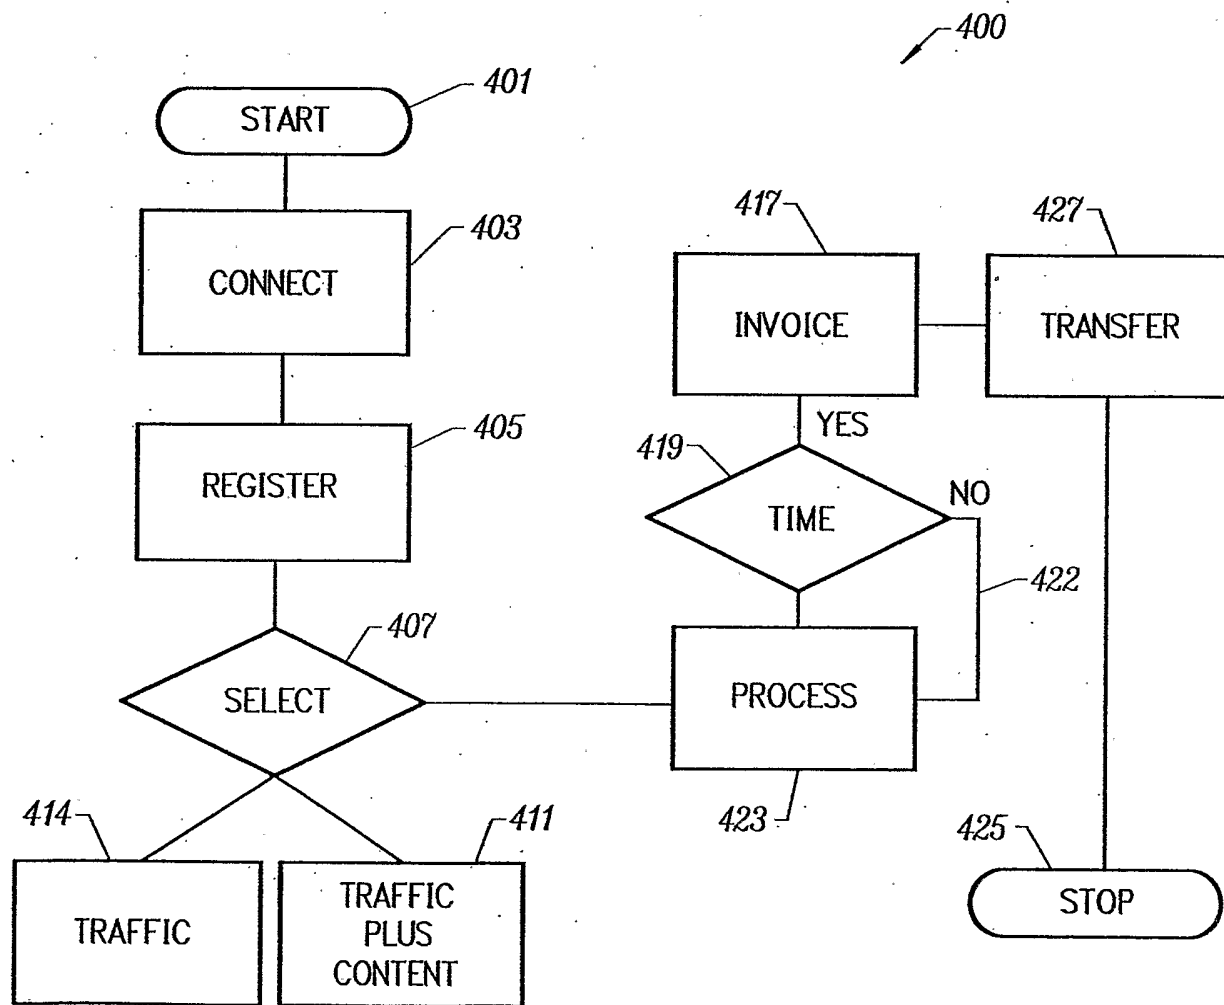 400
401
START
403
CONNECT
405
REGISTER
407
SELECT
414
TRAFFIC
411
TRAFFIC
PLUS
CONTENT
417
INVOICE
427
TRANSFER
YES
419
TIME
NO
422
PROCESS
423
425
STOP